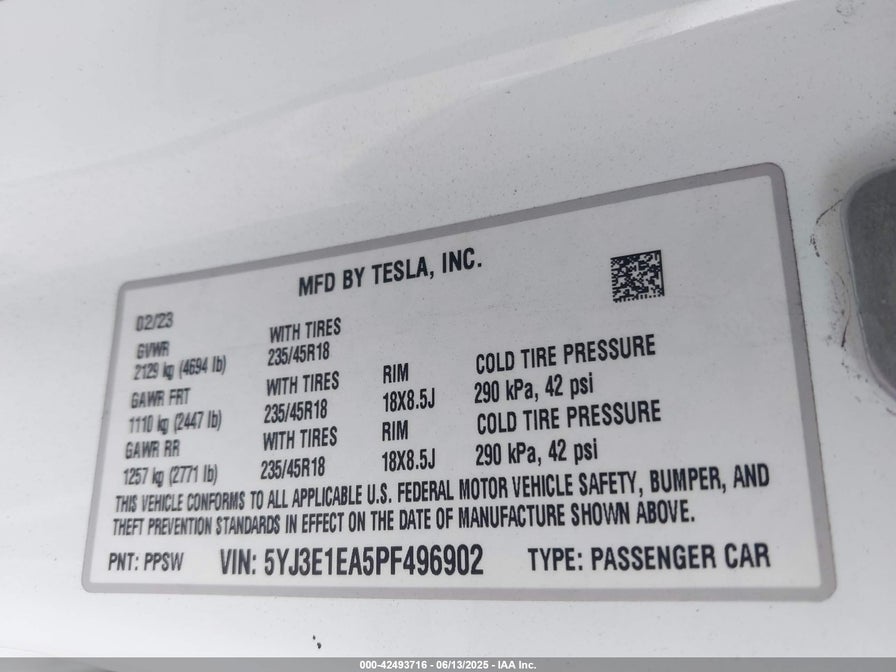 MFD BY TESLA, INC.
02/23
GVWR WITH TIRES
2129 kg (4694 lb) 235/45R18
GAWR FRT WITH TIRES RIM COLD TIRE PRESSURE
1110 kg (2447 lb) 235/45R18 18X8.5J 290 kPa, 42 psi
GAWR RR WITH TIRES RIM COLD TIRE PRESSURE
1257 kg (2771 lb) 235/45R18 18X8.5J 290 kPa, 42 psi
THIS VEHICLE CONFORMS TO ALL APPLICABLE U.S. FEDERAL MOTOR VEHICLE SAFETY, BUMPER, AND
THEFT PREVENTION STANDARDS IN EFFECT ON THE DATE OF MANUFACTURE SHOWN ABOVE.
PNT: PPSW VIN: 5YJ3E1EA5PF496902 TYPE: PASSENGER CAR
000-42493716 - 06/13/2025 - IAA Inc.